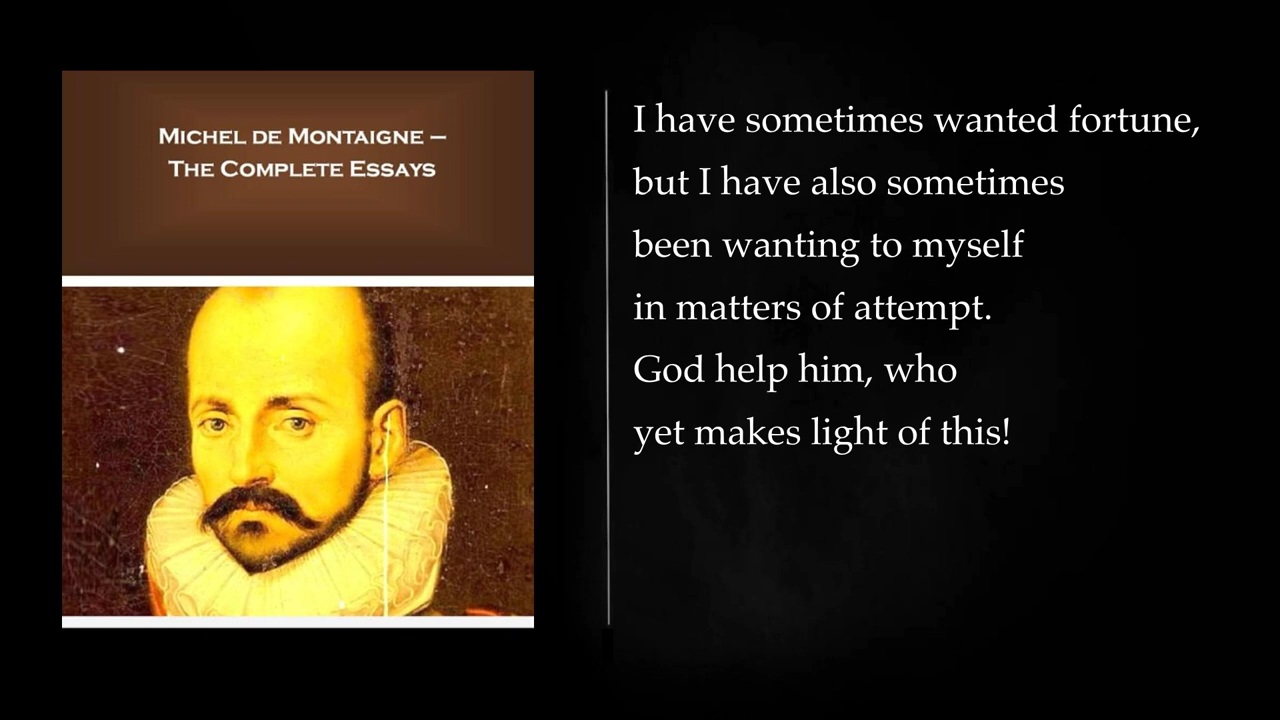 Michel de Montaigne –
The Complete Essays
I have sometimes wanted fortune,
but I have also sometimes
been wanting to myself
in matters of attempt.
God help him, who
yet makes light of this!